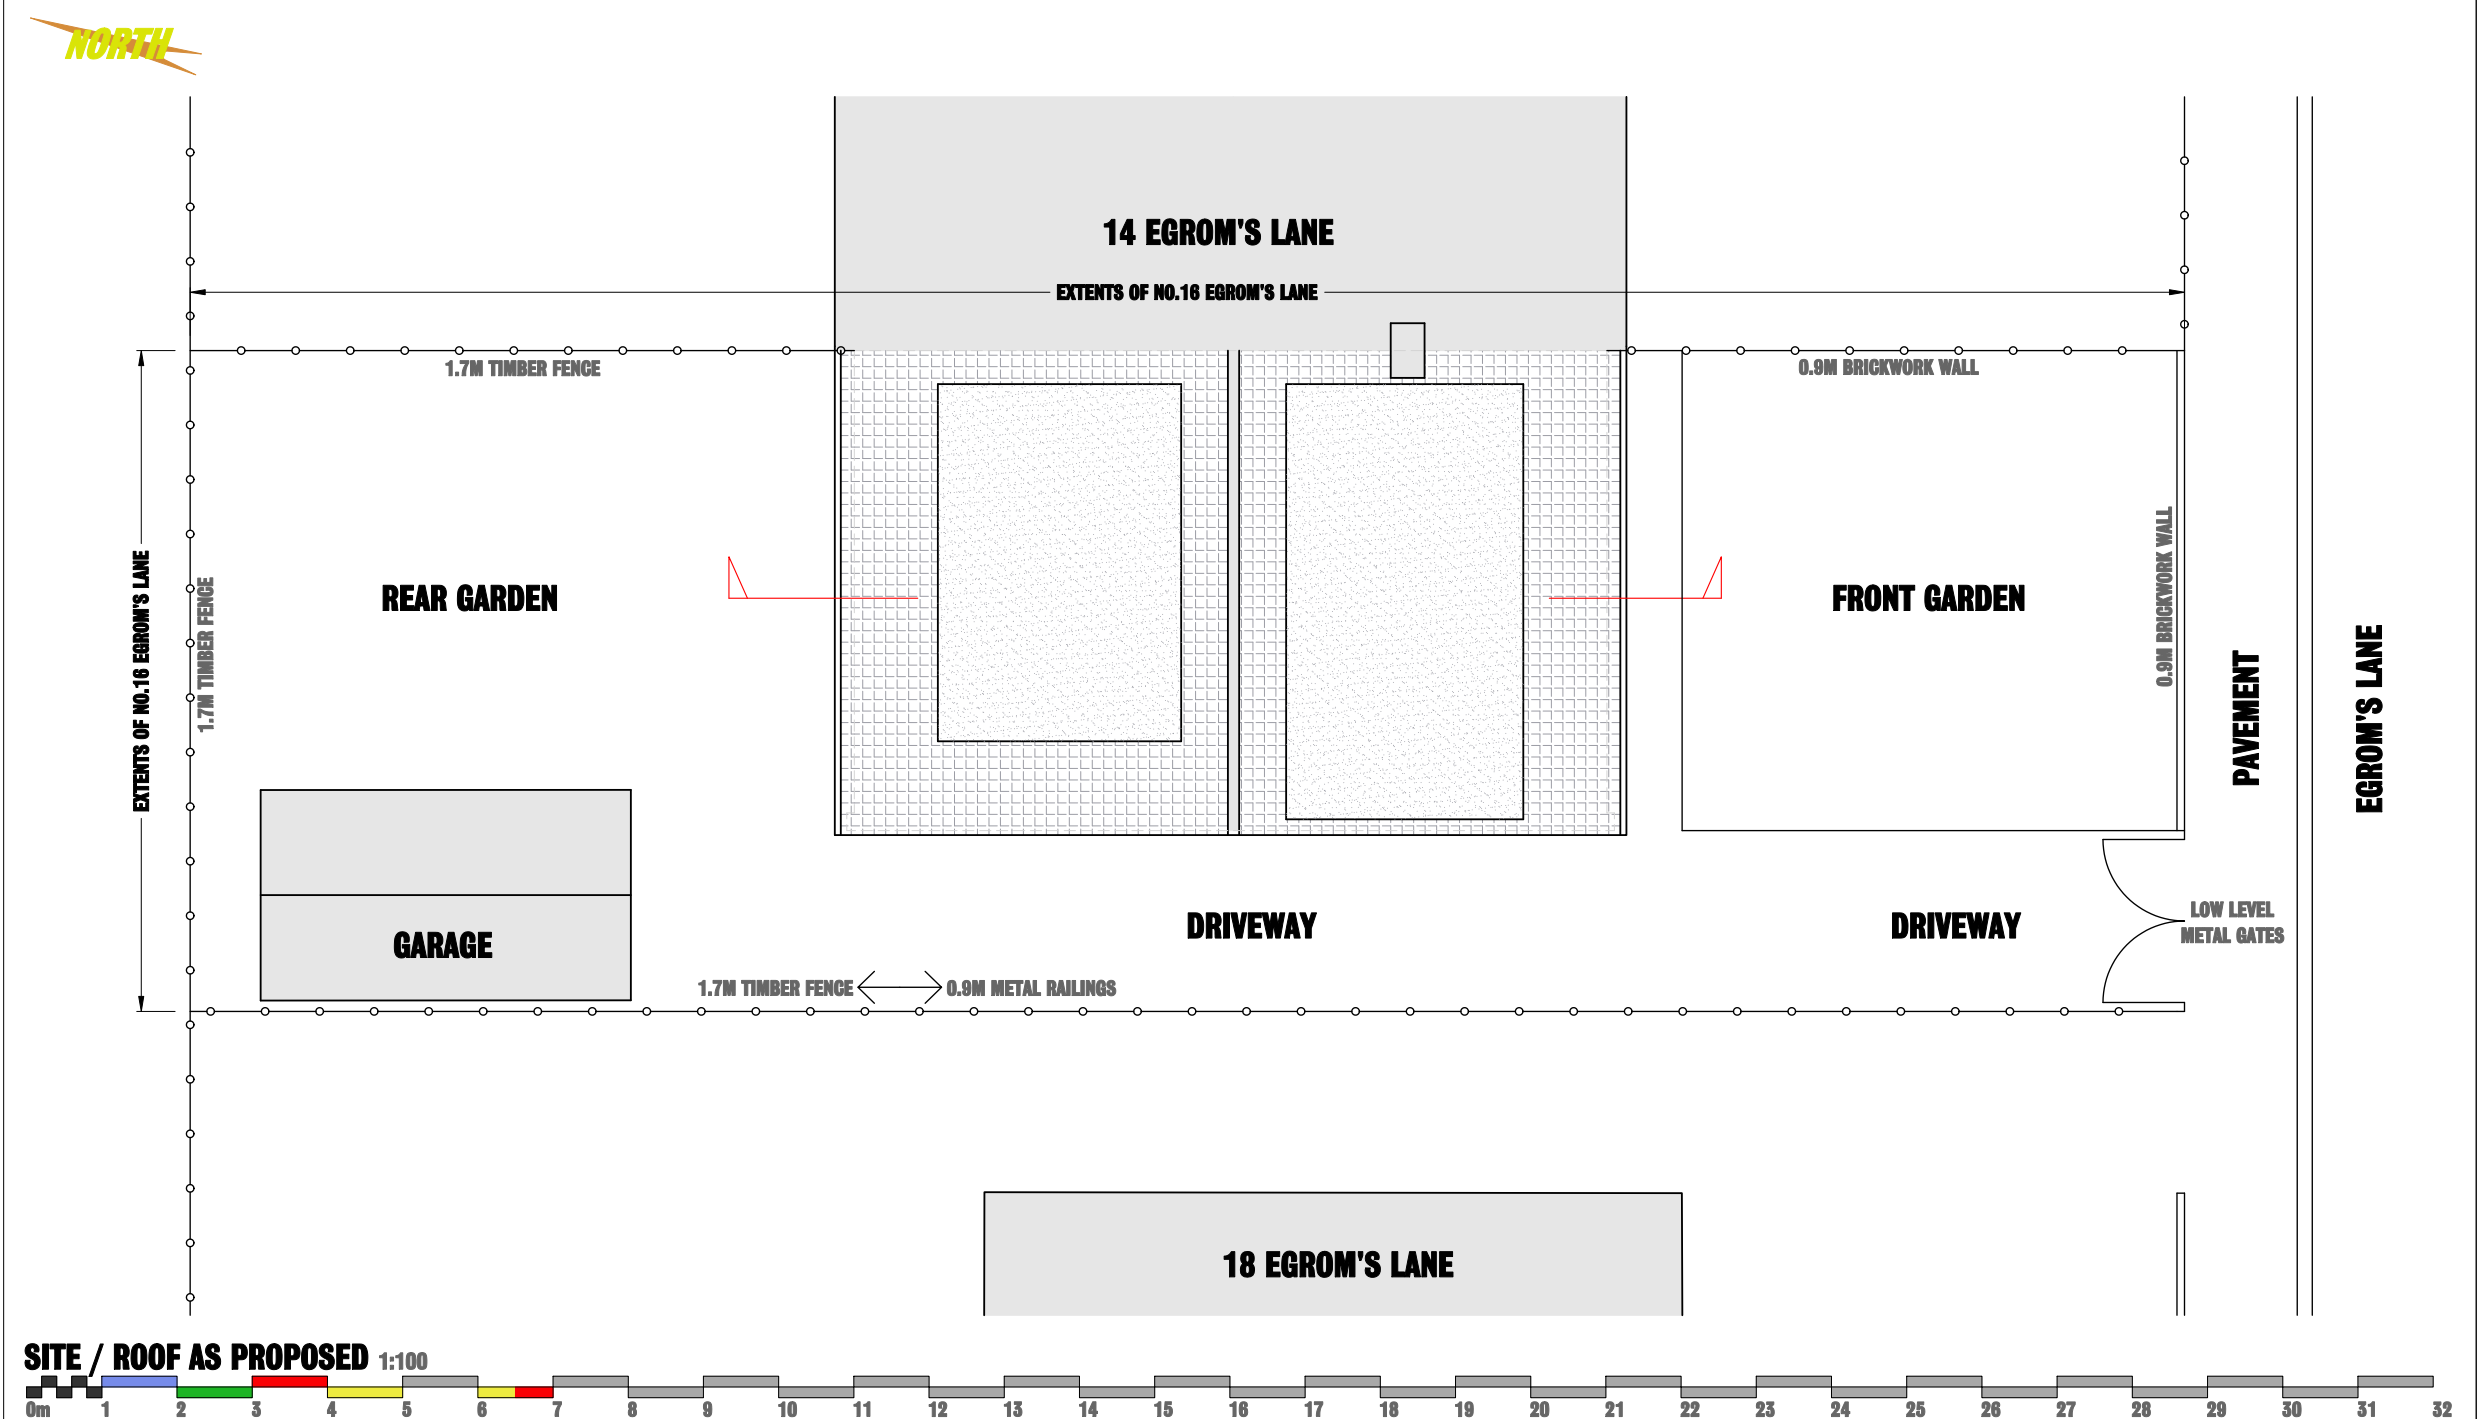 NORTH
14 EGROM'S LANE
EXTENTS OF NO.16 EGROM'S LANE
1.7M TIMBER FENCE
0.9M BRICKWORK WALL
EXTENTS OF NO.16 EGROM'S LANE
1.7M TIMBER FENCE
REAR GARDEN
FRONT GARDEN
0.9M BRICKWORK WALL
PAVEMENT
EGROM'S LANE
GARAGE
DRIVEWAY
DRIVEWAY
LOW LEVEL
METAL GATES
1.7M TIMBER FENCE
0.9M METAL RAILINGS
18 EGROM'S LANE
SITE / ROOF AS PROPOSED 1:100
0m 1 2 3 4 5 6 7 8 9 10 11 12 13 14 15 16 17 18 19 20 21 22 23 24 25 26 27 28 29 30 31 32